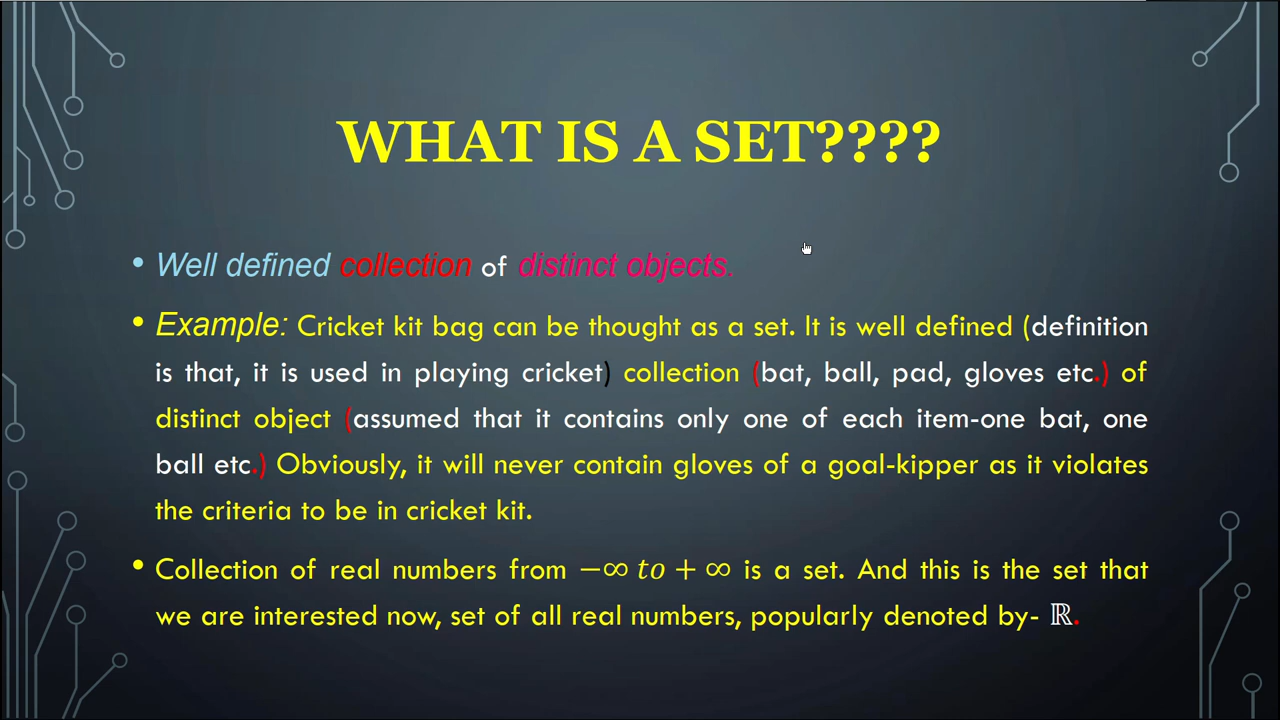 WHAT IS A SET????
• Well defined collection of distinct objects.
• Example: Cricket kit bag can be thought as a set. It is well defined (definition
is that, it is used in playing cricket) collection (bat, ball, pad, gloves etc.) of
distinct object (assumed that it contains only one of each item-one bat, one
ball etc.) Obviously, it will never contain gloves of a goal-kipper as it violates
the criteria to be in cricket kit.
• Collection of real numbers from −∞ to + ∞ is a set. And this is the set that
we are interested now, set of all real numbers, popularly denoted by- ℝ.